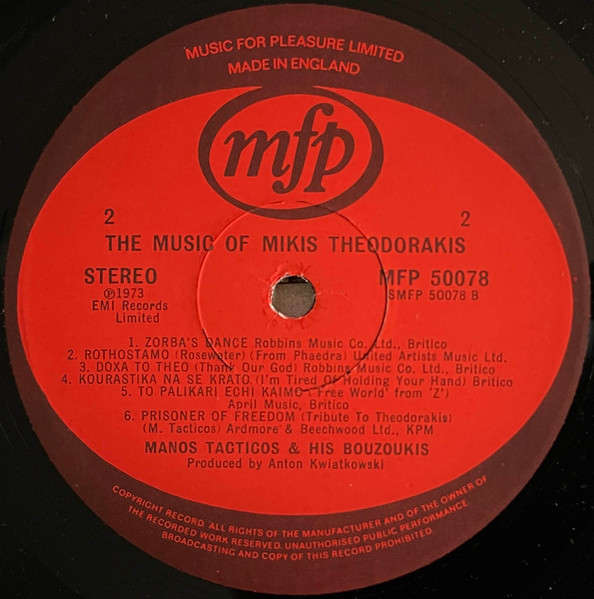 MUSIC FOR PLEASURE LIMITED
MADE IN ENGLAND
mfp
2 2
THE MUSIC OF MIKIS THEODORAKIS
STEREO MFP 50078
Ⓟ1973 SMFP 50078 B
EMI Records
Limited
1. ZORBA'S DANCE Robbins Music Co. Ltd., Britico
2. ROTHOSTAMO (Rosewater) (From Phaedra) United Artists Music Ltd.
3. DOXA TO THEO (Thank Our God) Robbins Music Co. Ltd., Britico
4. KOURASTIKA NA SE KRATO (I'm Tired of Holding Your Hand) Britico
5. TO PALIKARI ECHI KAIMO ('Free World' from 'Z')
April Music, Britico
6. PRISONER OF FREEDOM (Tribute To Theodorakis)
(M. Tacticos) Ardmore & Beechwood Ltd., KPM
MANOS TACTICOS & HIS BOUZOUKIS
Produced by Anton Kwiatkowski
COPYRIGHT RECORD. ALL RIGHTS OF THE MANUFACTURER AND OF THE OWNER OF
THE RECORDED WORK RESERVED. UNAUTHORISED PUBLIC PERFORMANCE.
BROADCASTING AND COPY OF THIS RECORD PROHIBITED.